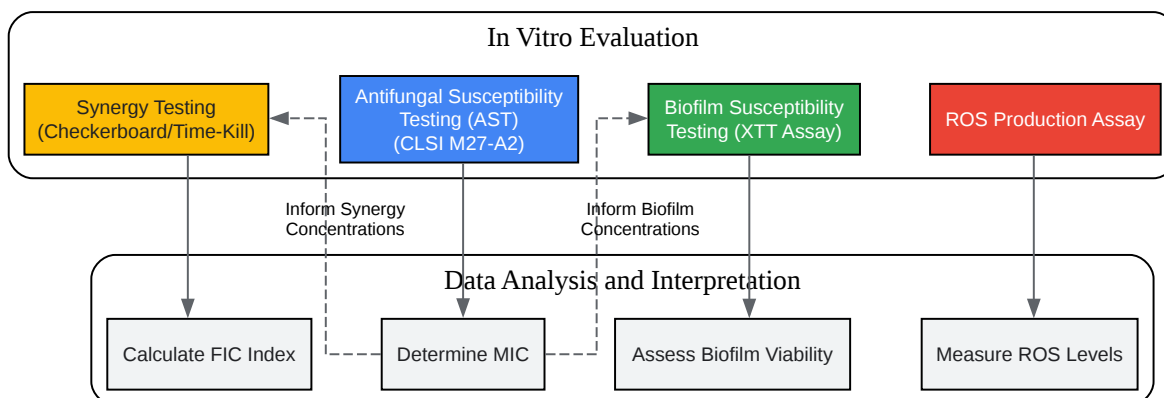 In Vitro Evaluation
Synergy Testing
(Checkerboard/Time-Kill)
Antifungal Susceptibility
Testing (AST)
(CLSI M27-A2)
Biofilm Susceptibility
Testing (XTT Assay)
ROS Production Assay
Inform Synergy
Concentrations
Inform Biofilm
Concentrations
Data Analysis and Interpretation
Calculate FIC Index
Determine MIC
Assess Biofilm Viability
Measure ROS Levels